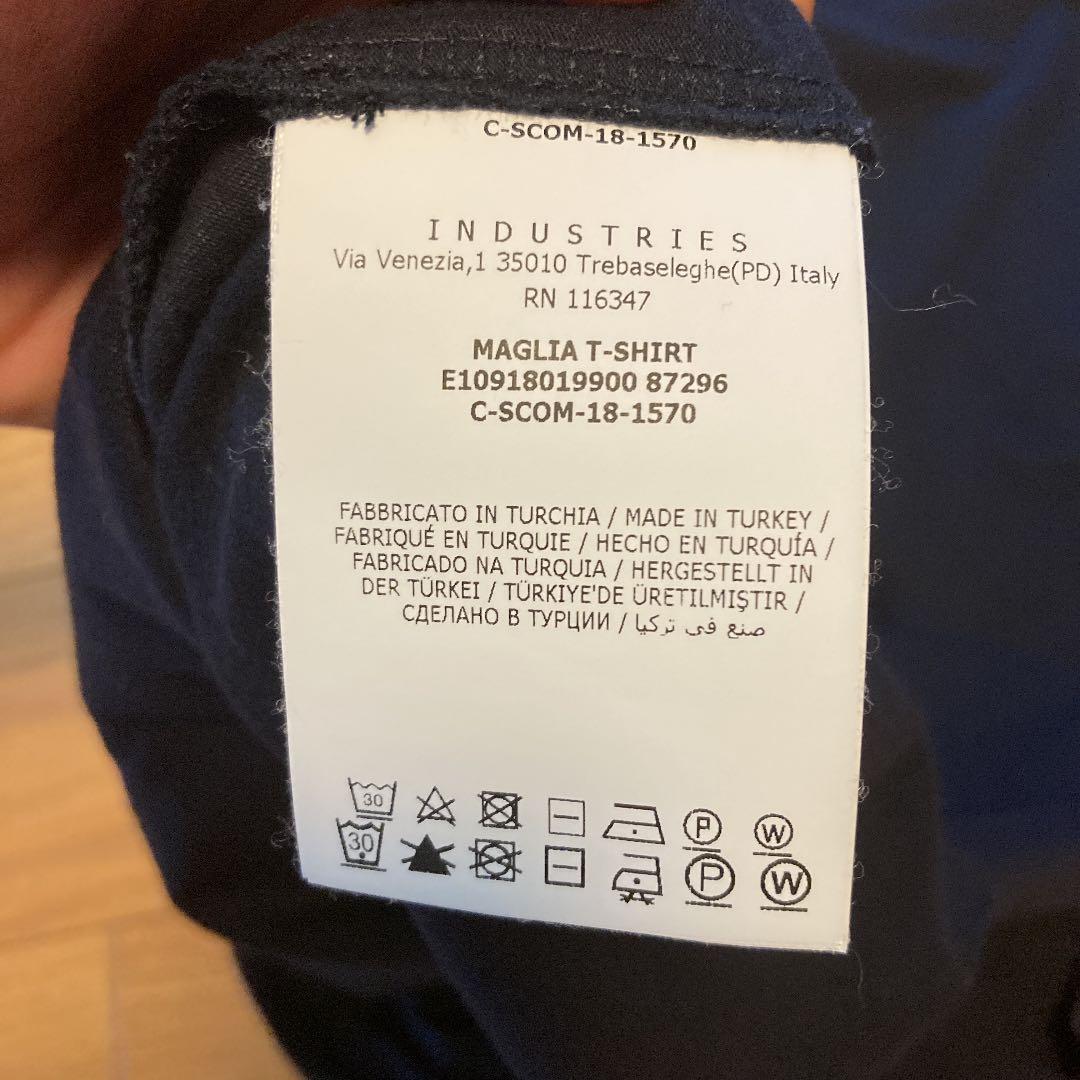 C-SCOM-18-1570
INDUSTRIES
Via Venezia,1 35010 Trebaseleghe(PD) Italy
RN 116347
MAGLIA T-SHIRT
E10918019900 87296
C-SCOM-18-1570
FABBRICATO IN TURCHIA / MADE IN TURKEY /
FABRIQUÉ EN TURQUIE / HECHO EN TURQUÍA /
FABRICADO NA TURQUIA / HERGESTELLT IN
DER TÜRKEI / TÜRKIYE'DE ÜRETILMIŞTIR /
СДЕЛАНО В ТУРЦИИ / صنع في تركيا
30 P W
30 P W